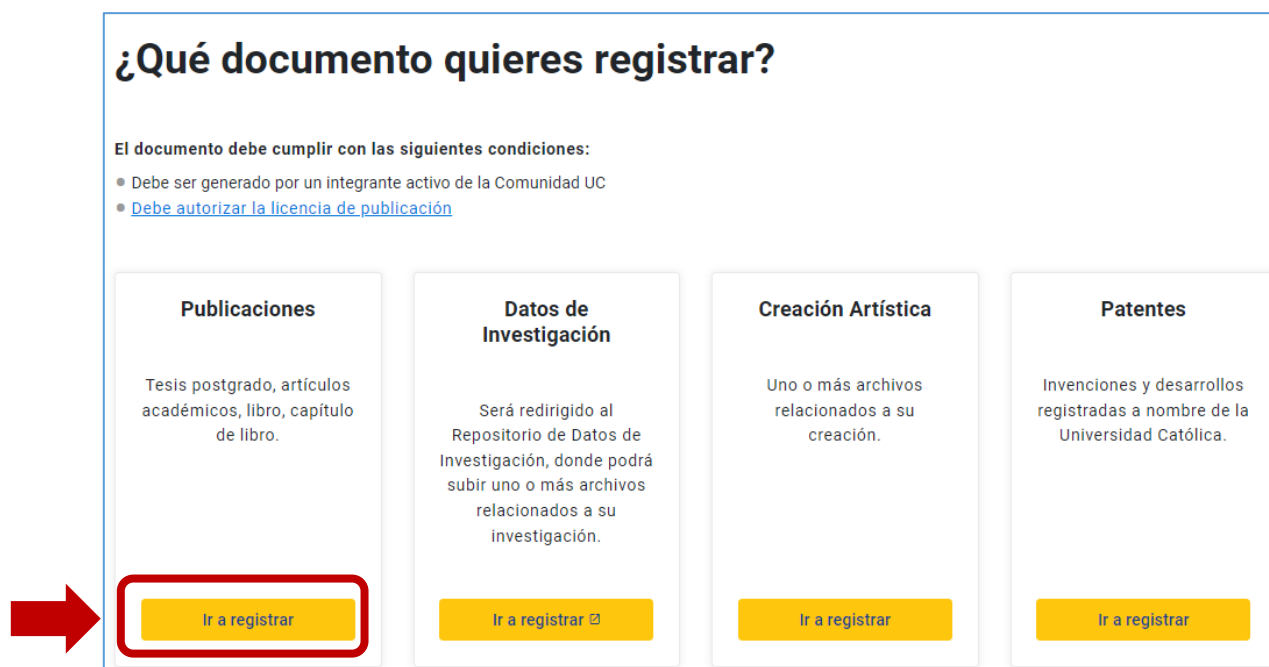 ¿Qué documento quieres registrar?
El documento debe cumplir con las siguientes condiciones:
Debe ser generado por un integrante activo de la Comunidad UC
Debe autorizar la licencia de publicación
Publicaciones
Tesis postgrado, artículos
académicos, libro, capítulo
de libro.
Ir a registrar
Datos de
Investigación
Será redirigido al
Repositorio de Datos de
Investigación, donde podrá
subir uno o más archivos
relacionados a su
investigación.
Ir a registrar
Creación Artística
Uno o más archivos
relacionados a su
creación.
Ir a registrar
Patentes
Invenciones y desarrollos
registradas a nombre de la
Universidad Católica.
Ir a registrar